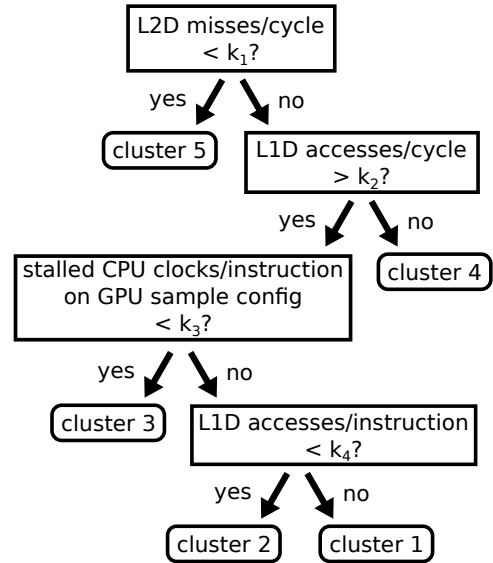 L2D misses/cycle
< k₁?
yes
no
cluster 5
L1D accesses/cycle
> k₂?
yes
no
cluster 4
stalled CPU clocks/instruction
on GPU sample config
< k₃?
yes
no
cluster 3
L1D accesses/instruction
< k₄?
yes
no
cluster 2
cluster 1